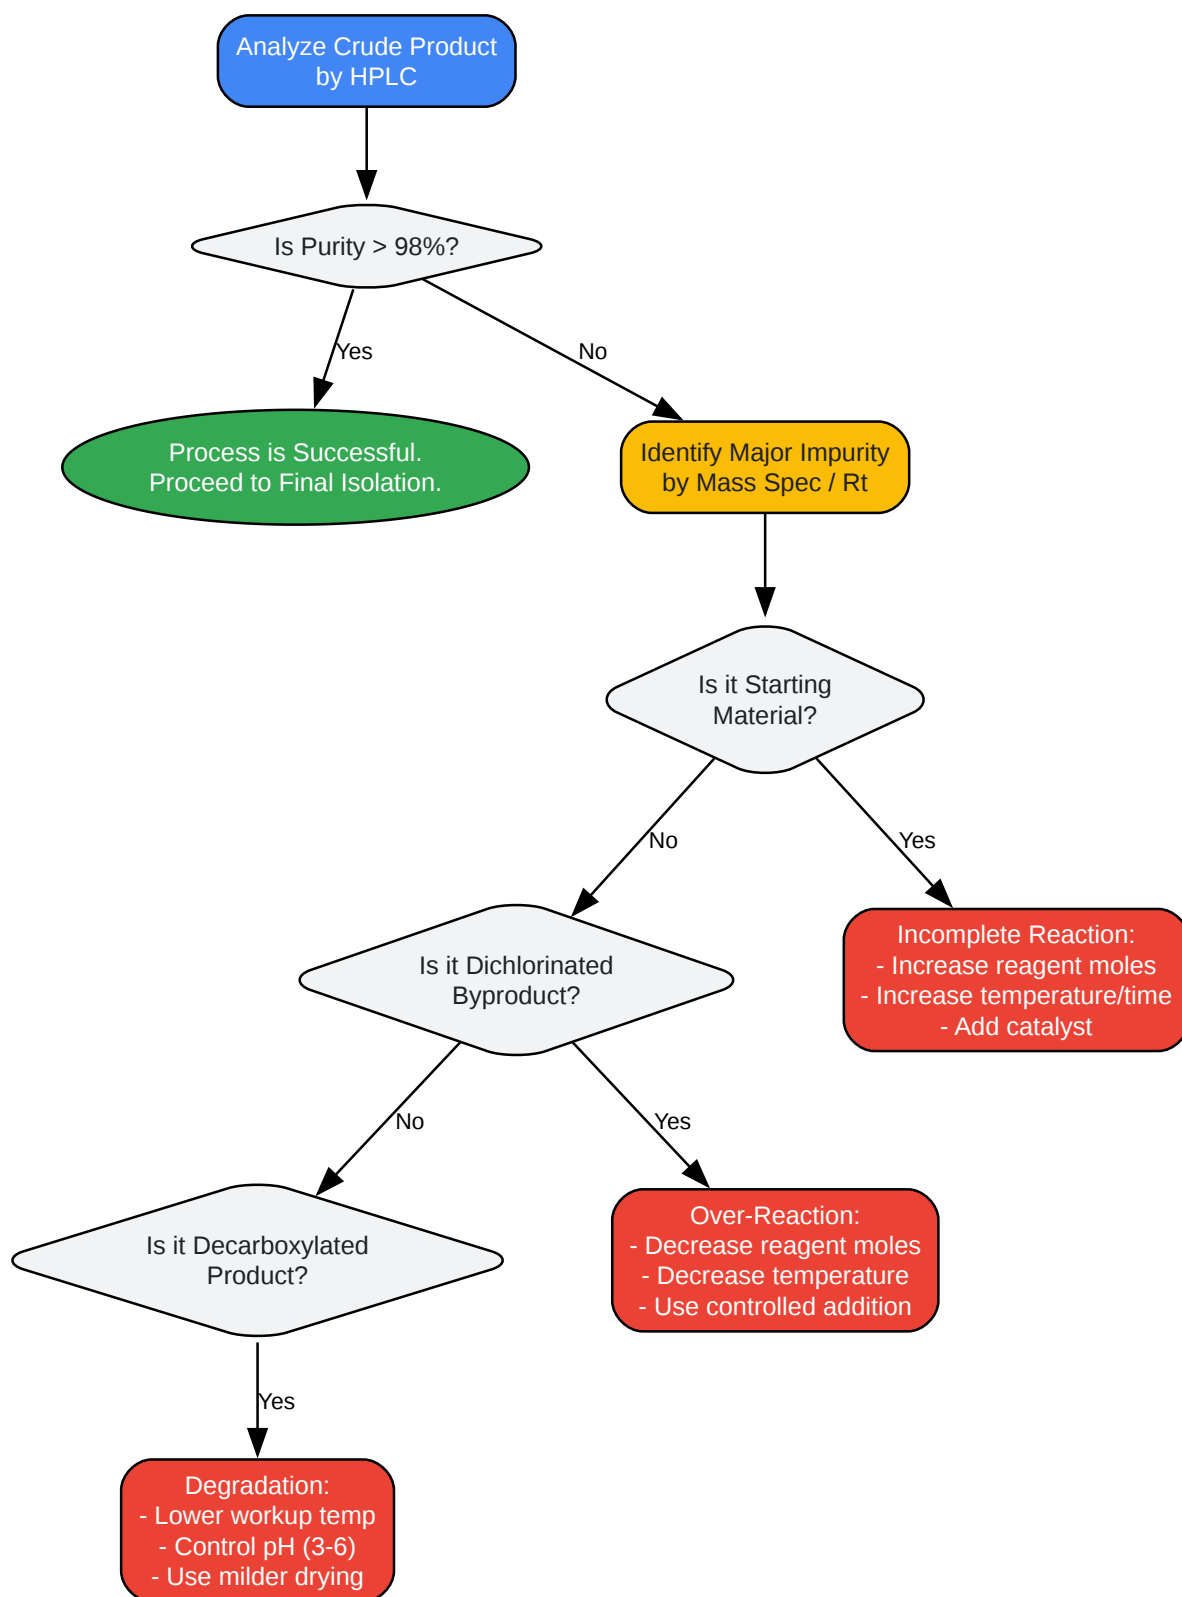 Analyze Crude Product
by HPLC
Is Purity > 98%?
Yes
No
Process is Successful.
Proceed to Final Isolation.
Identify Major Impurity
by Mass Spec / Rt
Is it Starting
Material?
No
Yes
Is it Dichlorinated
Byproduct?
Incomplete Reaction:
- Increase reagent moles
- Increase temperature/time
- Add catalyst
No
Yes
Is it Decarboxylated
Product?
Over-Reaction:
- Decrease reagent moles
- Decrease temperature
- Use controlled addition
Yes
Degradation:
- Lower workup temp
- Control pH (3-6)
- Use milder drying